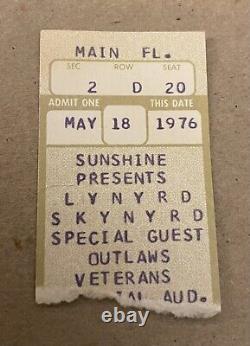 MAIN FL.
SEC ROW SEAT
2 D 20
ADMIT ONE THIS DATE
MAY 18 1976
SUNSHINE
PRESENTS
LYNYRD
SKYNYRD
SPECIAL GUEST
OUTLAWS
VETERANS
AUD.